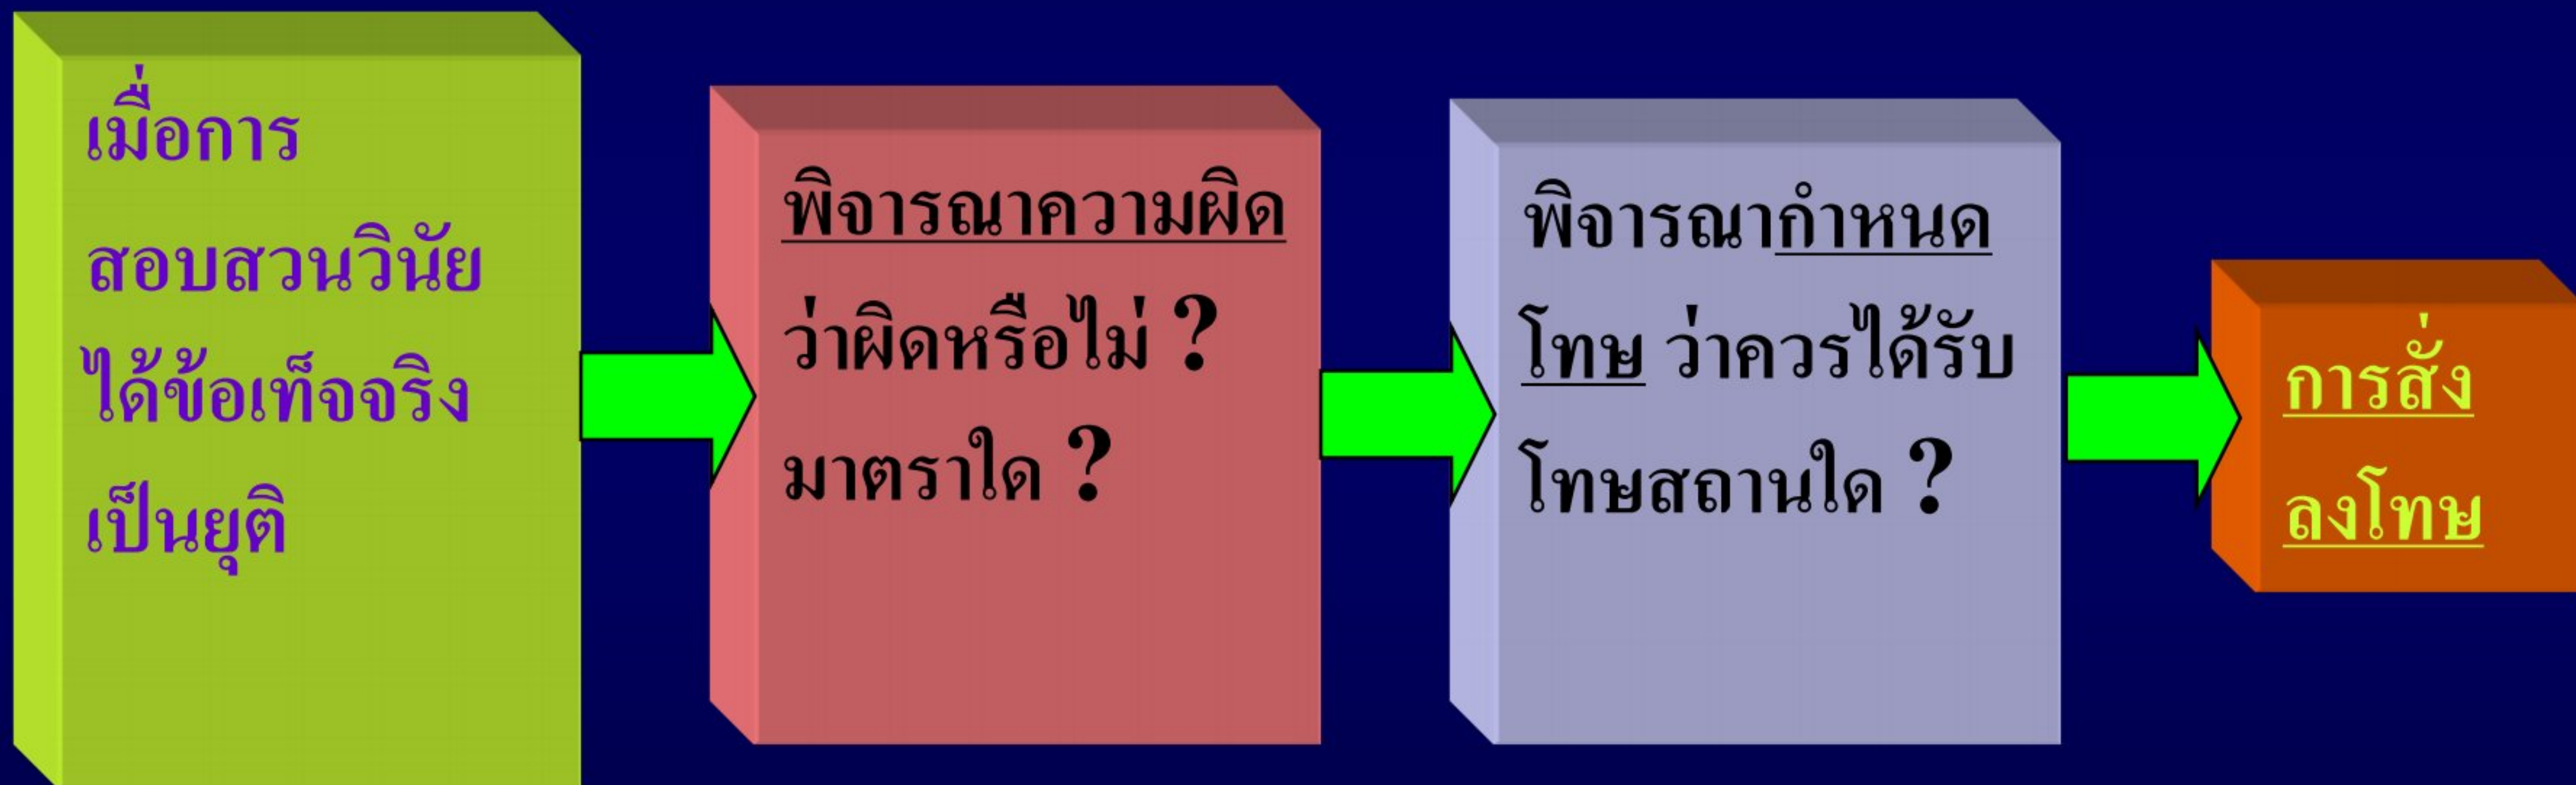 เมื่อการ
สอบสวนวินัย
ได้ข้อเท็จจริง
เป็นยุติ
พิจารณาความผิด
ว่าผิดหรือไม่ ?
มาตราใด ?
พิจารณากำหนด
โทษ ว่าควรได้รับ
โทษสถานใด ?
การสั่ง
ลงโทษ